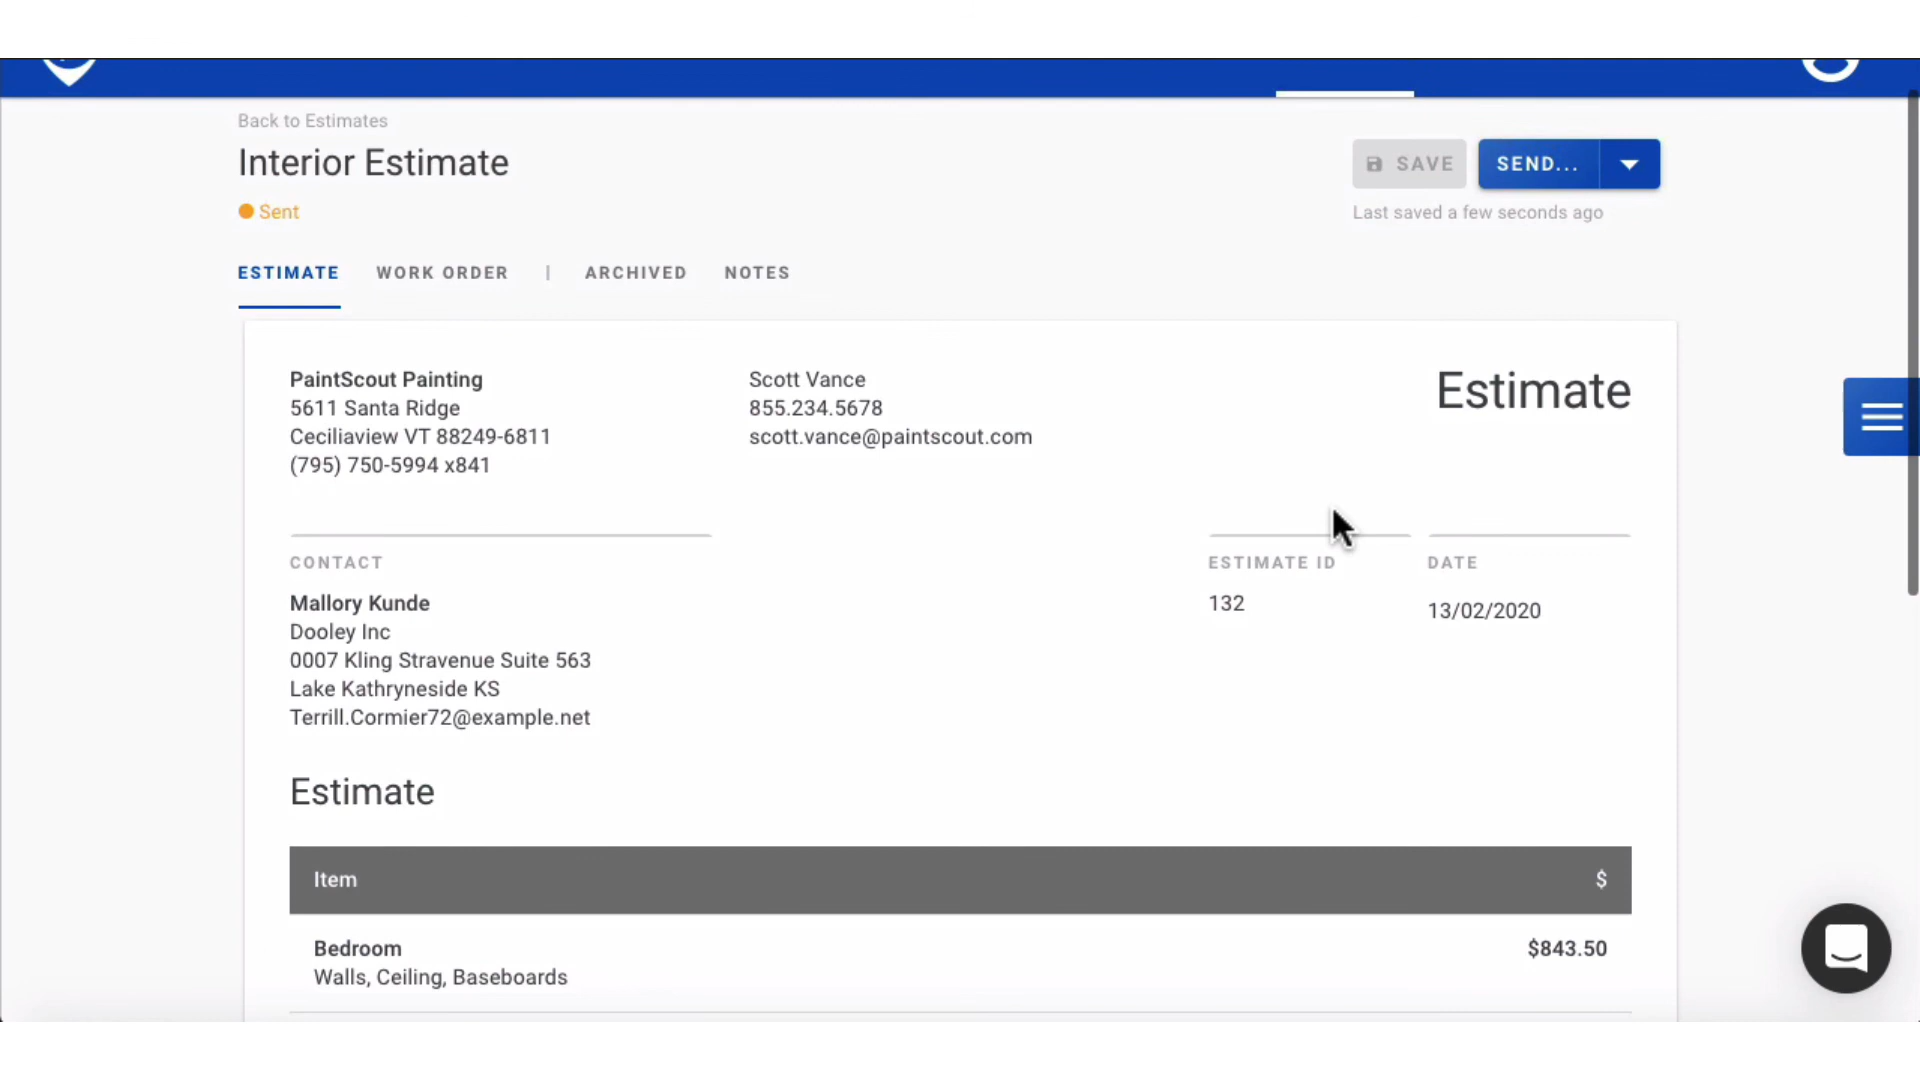 Back to Estimates
Interior Estimate
SAVE
SEND...
Sent
Last saved a few seconds ago
ESTIMATE
WORK ORDER
|
ARCHIVED
NOTES
PaintScout Painting
5611 Santa Ridge
Ceciliaview VT 88249-6811
(795) 750-5994 x841
Scott Vance
855.234.5678
scott.vance@paintscout.com
Estimate
CONTACT
Mallory Kunde
Dooley Inc
0007 Kling Stravenue Suite 563
Lake Kathryneside KS
Terrill.Cormier72@example.net
ESTIMATE ID
132
DATE
13/02/2020
Estimate
Item
$
Bedroom
$843.50
Walls, Ceiling, Baseboards